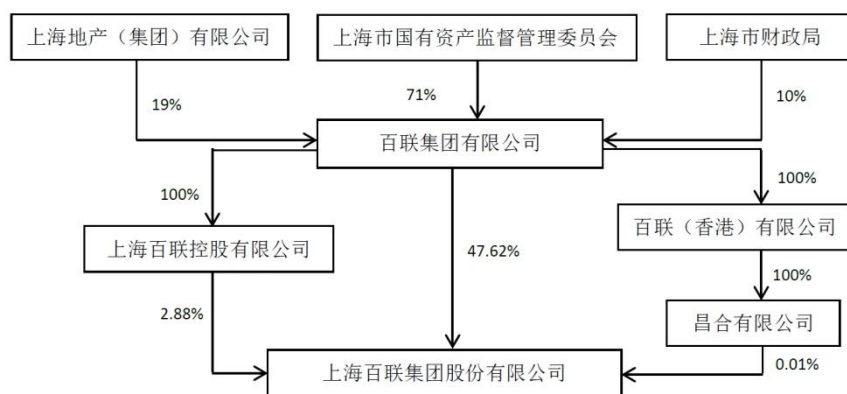 上海地产（集团）有限公司
上海市国有资产监督管理委员会
上海市财政局
19%
71%
10%
百联集团有限公司
100%
100%
上海百联控股有限公司
47.62%
百联（香港）有限公司
100%
2.88%
昌合有限公司
0.01%
上海百联集团股份有限公司